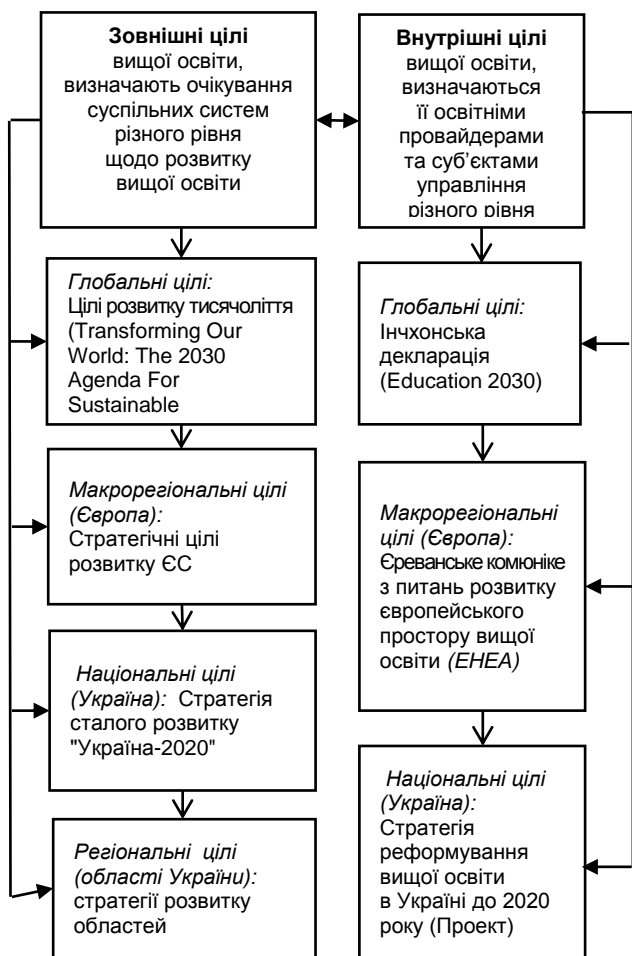 Зовнішні цілі
вищої освіти,
визначають очікування
суспільних систем
різного рівня
щодо розвитку
вищої освіти
Внутрішні цілі
вищої освіти,
визначаються
її освітніми
провайдерами
та суб’єктами
управління
різного рівня
Глобальні цілі:
Цілі розвитку тисячоліття
(Transforming Our
World: The 2030
Agenda For
Sustainable
Глобальні цілі:
Інчхонська
декларація
(Education 2030)
Макрорегіональні цілі
(Європа):
Стратегічні цілі
розвитку ЄС
Макрорегіональні
цілі (Європа):
Єреванське комюніке
з питань розвитку
європейського
простору вищої
освіти (EHEA)
Національні цілі
(Україна): Стратегія
сталого розвитку
"Україна-2020"
Національні цілі
(Україна):
Стратегія
реформування
вищої освіти
в Україні до 2020
року (Проект)
Регіональні цілі
(області України):
стратегії розвитку
областей